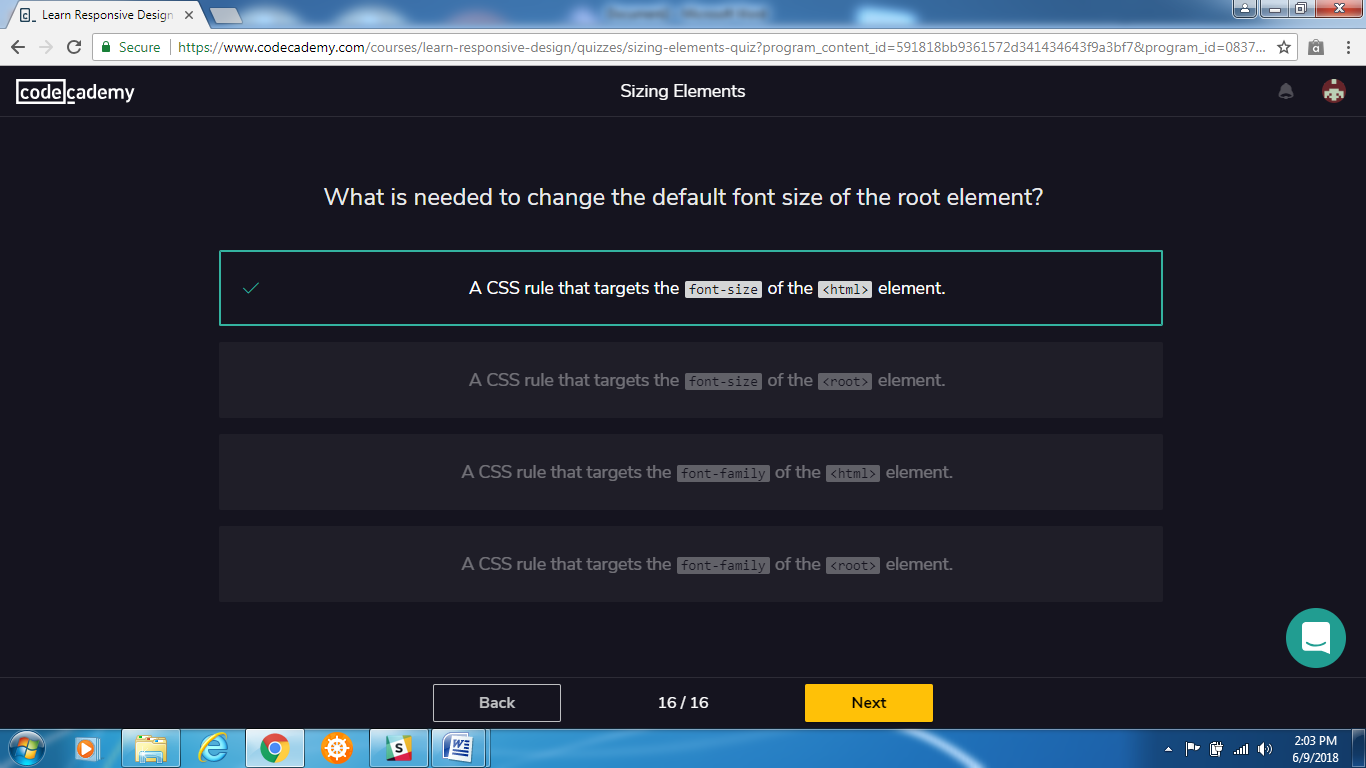 Learn Responsive Design
Secure
https://www.codecademy.com/courses/learn-responsive-design/quizzes/sizing-elements-quiz?program_content_id=591818bb9361572d341434643f9a3bf7&program_id=0837...
codecademy
Sizing Elements
What is needed to change the default font size of the root element?
A CSS rule that targets the font-size of the <html> element.
A CSS rule that targets the font-size of the <root> element.
A CSS rule that targets the font-family of the <html> element.
A CSS rule that targets the font-family of the <root> element.
Back
16 / 16
Next
2:03 PM
6/9/2018